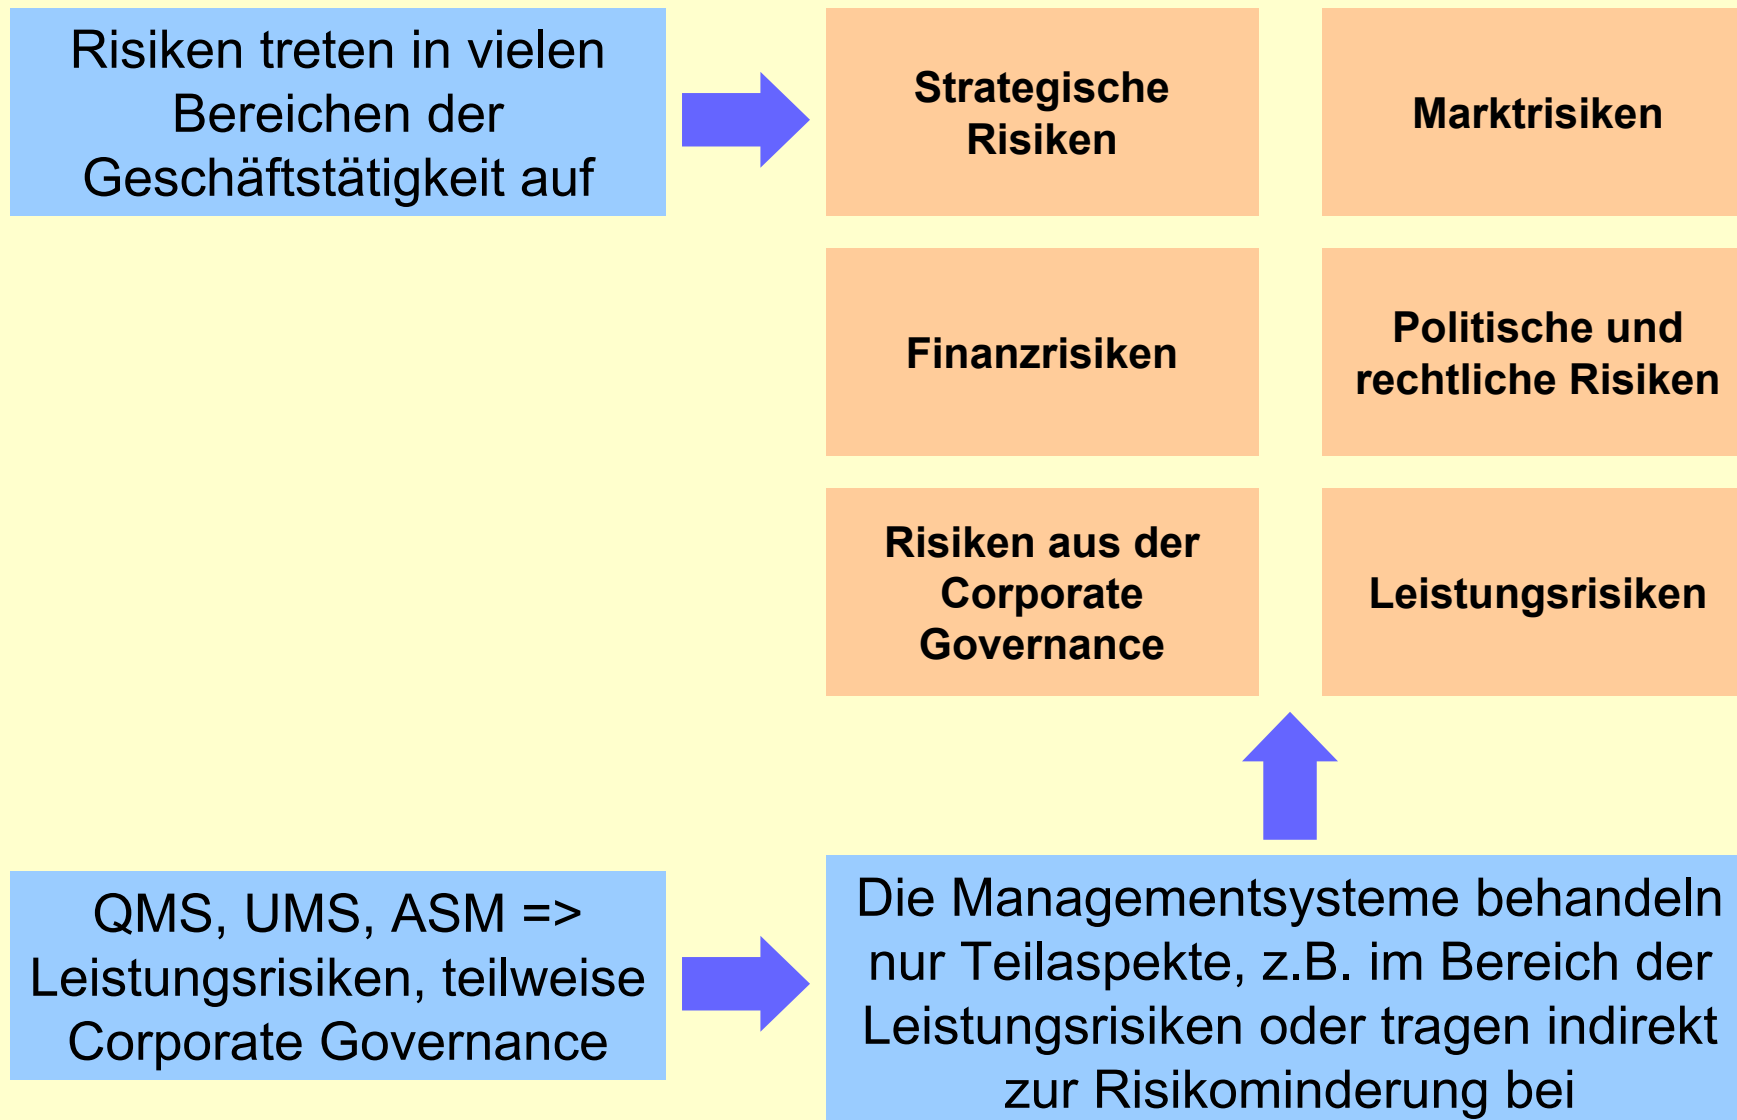 Risiken treten in vielen
Bereichen der
Geschäftstätigkeit auf
Strategische
Risiken
Marktrisiken
Finanzrisiken
Politische und
rechtliche Risiken
Risiken aus der
Corporate
Governance
Leistungsrisiken
QMS, UMS, ASM =>
Leistungsrisiken, teilweise
Corporate Governance
Die Managementsysteme behandeln
nur Teilaspekte, z.B. im Bereich der
Leistungsrisiken oder tragen indirekt
zur Risikominderung bei